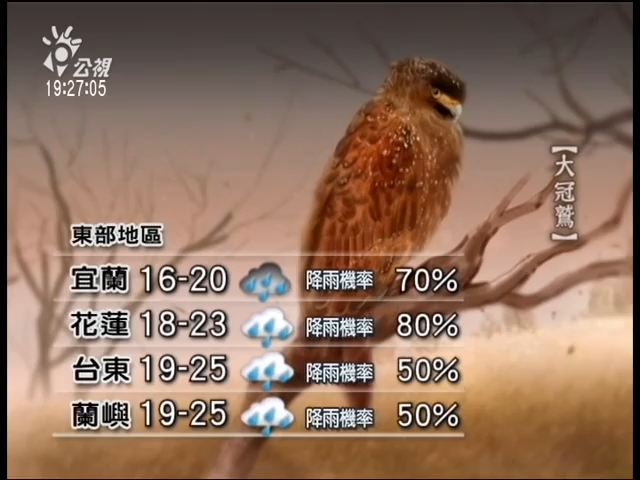 公視
19:27:05
【大冠鷲】
東部地區
宜蘭 16-20 降雨機率 70%
花蓮 18-23 降雨機率 80%
台東 19-25 降雨機率 50%
蘭嶼 19-25 降雨機率 50%